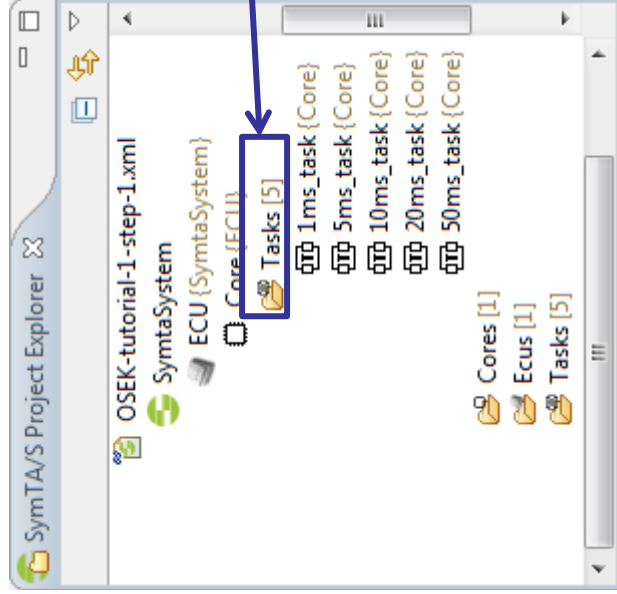 SymTA/S Project Explorer
OSEK-tutorial-1-step-1.xml
SymtaSystem
ECU {SymtaSystem}
Core {ECU}
Tasks [5]
1ms_task {Core}
5ms_task {Core}
10ms_task {Core}
20ms_task {Core}
50ms_task {Core}
Cores [1]
Ecus [1]
Tasks [5]